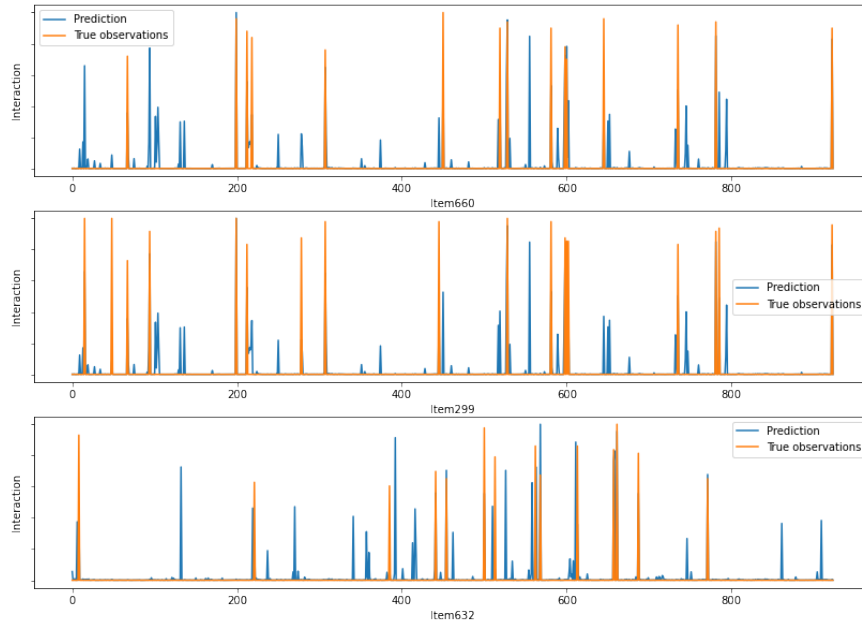 Prediction
True observations
Interaction
0 200 400 600 800
Item660
Prediction
True observations
Interaction
0 200 400 600 800
Item299
Prediction
True observations
Interaction
0 200 400 600 800
Item632